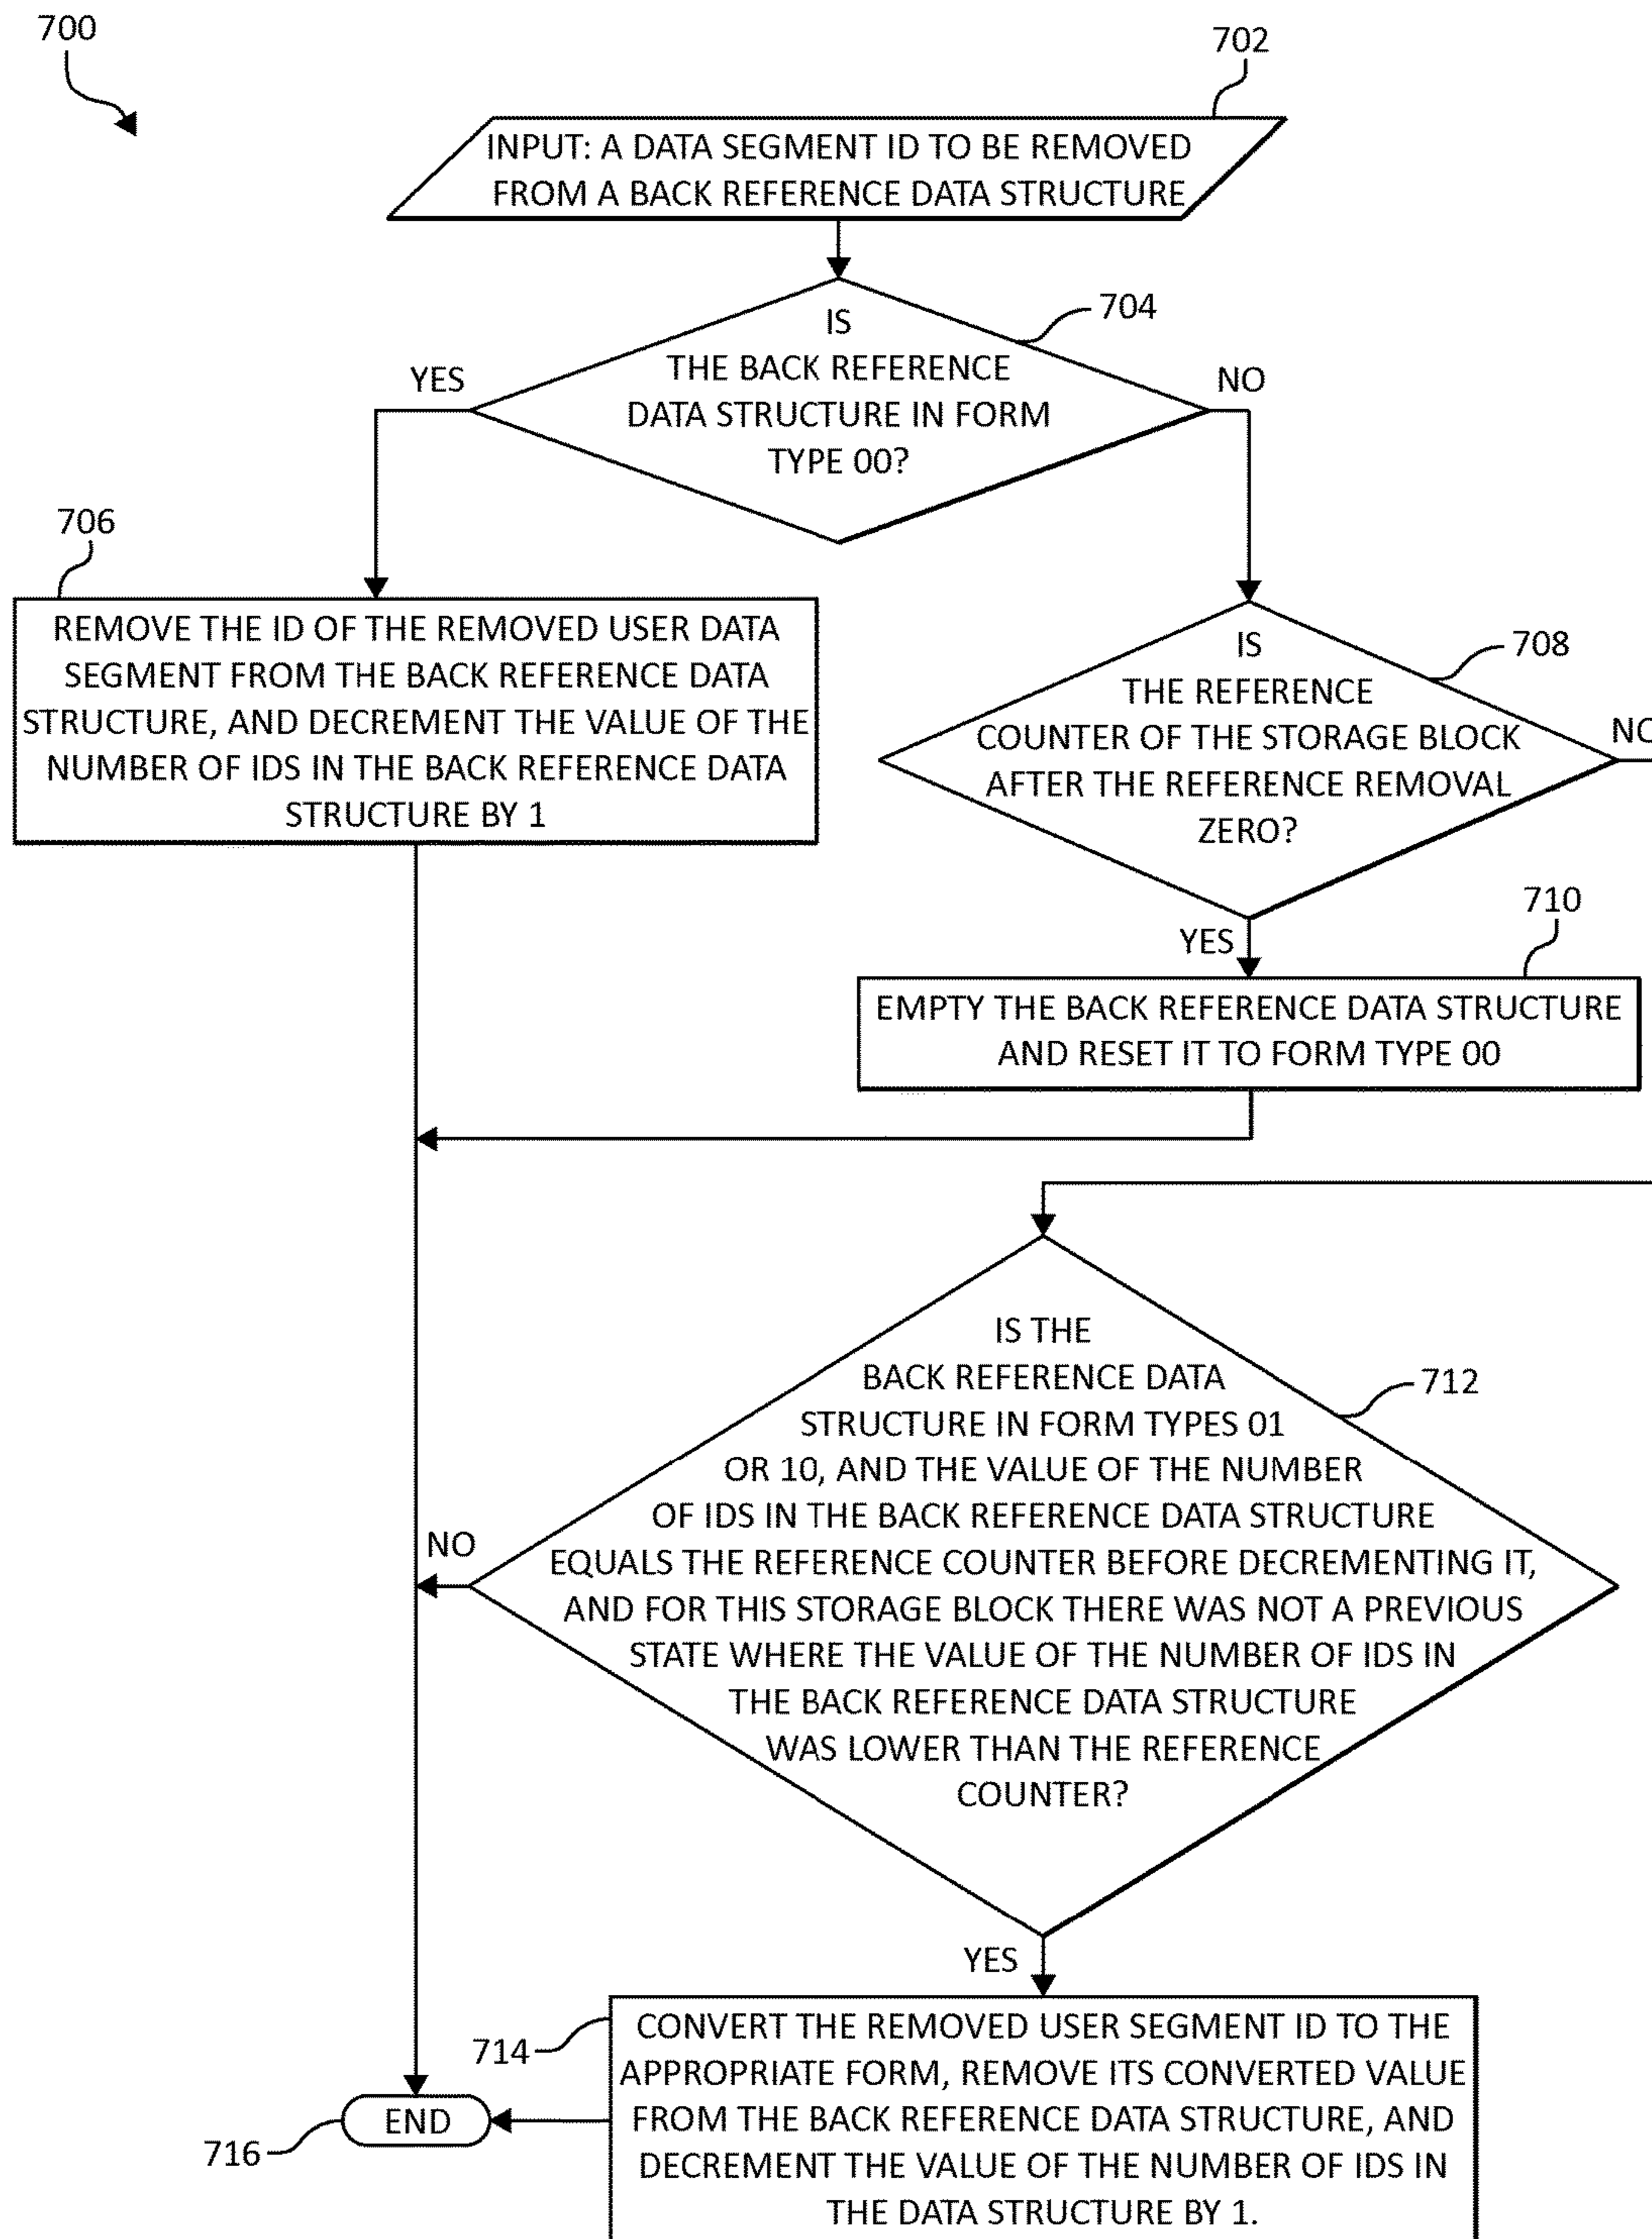 700
702
INPUT: A DATA SEGMENT ID TO BE REMOVED
FROM A BACK REFERENCE DATA STRUCTURE
704
IS
THE BACK REFERENCE
DATA STRUCTURE IN FORM
TYPE 00?
YES
NO
706
REMOVE THE ID OF THE REMOVED USER DATA
SEGMENT FROM THE BACK REFERENCE DATA
STRUCTURE, AND DECREMENT THE VALUE OF THE
NUMBER OF IDS IN THE BACK REFERENCE DATA
STRUCTURE BY 1
708
IS
THE REFERENCE
COUNTER OF THE STORAGE BLOCK
AFTER THE REFERENCE REMOVAL
ZERO?
NO
YES
710
EMPTY THE BACK REFERENCE DATA STRUCTURE
AND RESET IT TO FORM TYPE 00
712
IS THE
BACK REFERENCE DATA
STRUCTURE IN FORM TYPES 01
OR 10, AND THE VALUE OF THE NUMBER
OF IDS IN THE BACK REFERENCE DATA STRUCTURE
EQUALS THE REFERENCE COUNTER BEFORE DECREMENTING IT,
AND FOR THIS STORAGE BLOCK THERE WAS NOT A PREVIOUS
STATE WHERE THE VALUE OF THE NUMBER OF IDS IN
THE BACK REFERENCE DATA STRUCTURE
WAS LOWER THAN THE REFERENCE
COUNTER?
NO
YES
714
CONVERT THE REMOVED USER SEGMENT ID TO THE
APPROPRIATE FORM, REMOVE ITS CONVERTED VALUE
FROM THE BACK REFERENCE DATA STRUCTURE, AND
DECREMENT THE VALUE OF THE NUMBER OF IDS IN
THE DATA STRUCTURE BY 1.
END
716